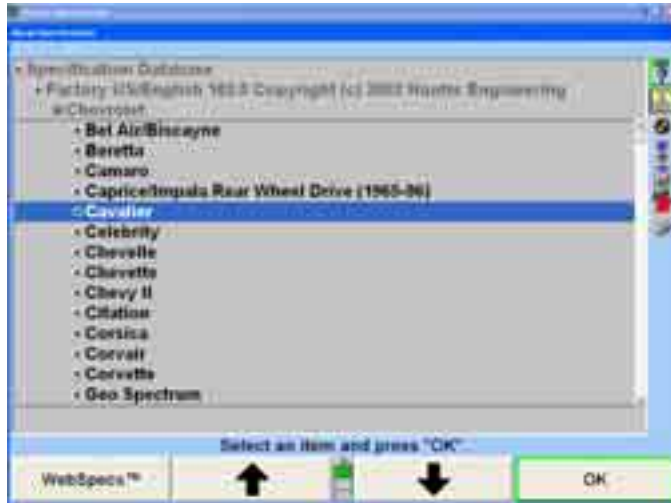 Specification Database
Factory US/English 163.0 Copyright (c) 2003 Hunter Engineering
Chevrolet
Bel Air/Biscayne
Beretta
Camaro
Caprice/Impala Rear Wheel Drive (1965-96)
Cavalier
Celebrity
Chevelle
Chevette
Chevy II
Citation
Corsica
Corvair
Corvette
Geo Spectrum
Select an item and press "OK".
WebSpecs™
OK